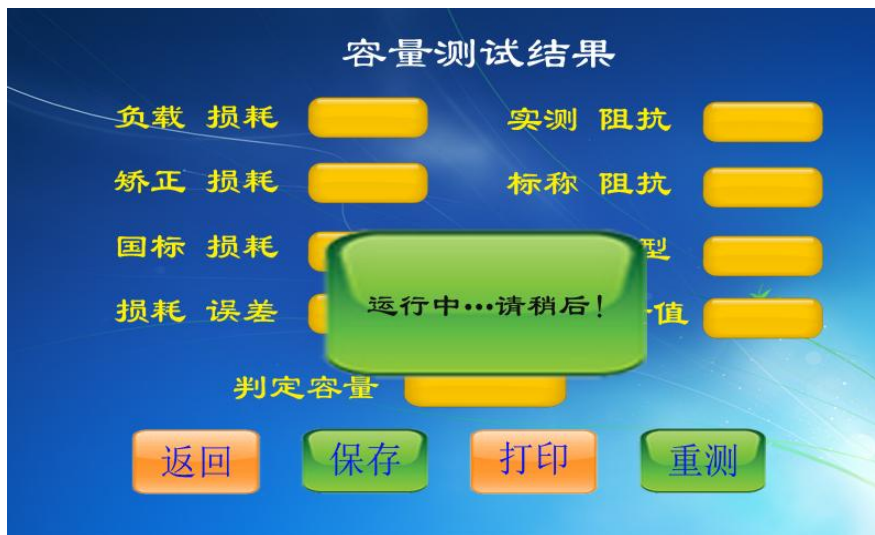 容量测试结果
负载 损耗 实测 阻抗
矫正 损耗 标称 阻抗
国标 损耗 型
损耗 误差 值
运行中···请稍后！
判定容量
返回 保存 打印 重测